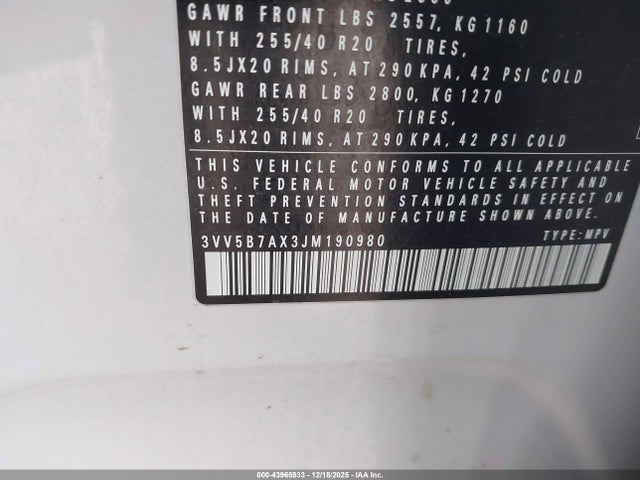 GAWR FRONT LBS 2557, KG 1160
WITH 255/40 R20 TIRES,
8.5JX20 RIMS, AT 290 KPA, 42 PSI COLD
GAWR REAR LBS 2800, KG 1270
WITH 255/40 R20 TIRES,
8.5JX20 RIMS, AT 290 KPA, 42 PSI COLD
THIS VEHICLE CONFORMS TO ALL APPLICABLE
U.S. FEDERAL MOTOR VEHICLE SAFETY AND
THEFT PREVENTION STANDARDS IN EFFECT ON
THE DATE OF MANUFACTURE SHOWN ABOVE.
3VV5B7AX3JM190980 TYPE: MPV
000-43965933 - 12/18/2025 - IAA Inc.